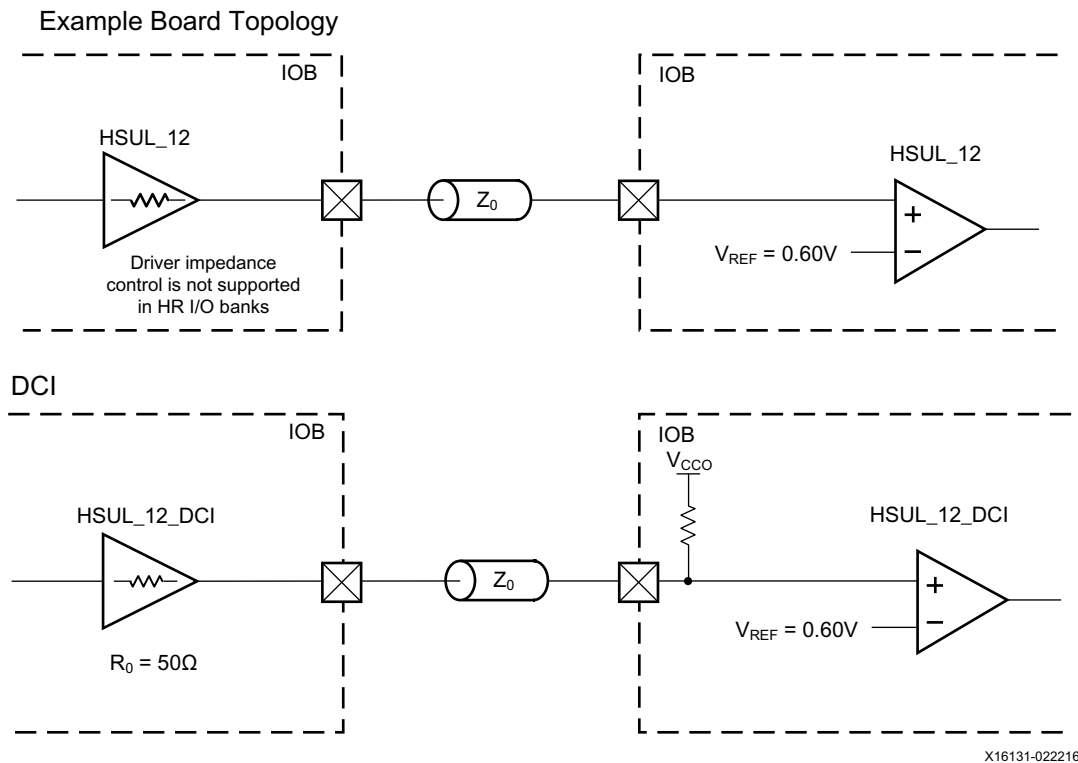 Example Board Topology
IOB
IOB
HSUL_12
HSUL_12
Z0
+
VREF = 0.60V
–
Driver impedance
control is not supported
in HR I/O banks
DCI
IOB
IOB
VCCO
HSUL_12_DCI
HSUL_12_DCI
Z0
+
VREF = 0.60V
–
R0 = 50Ω
X16131-022216